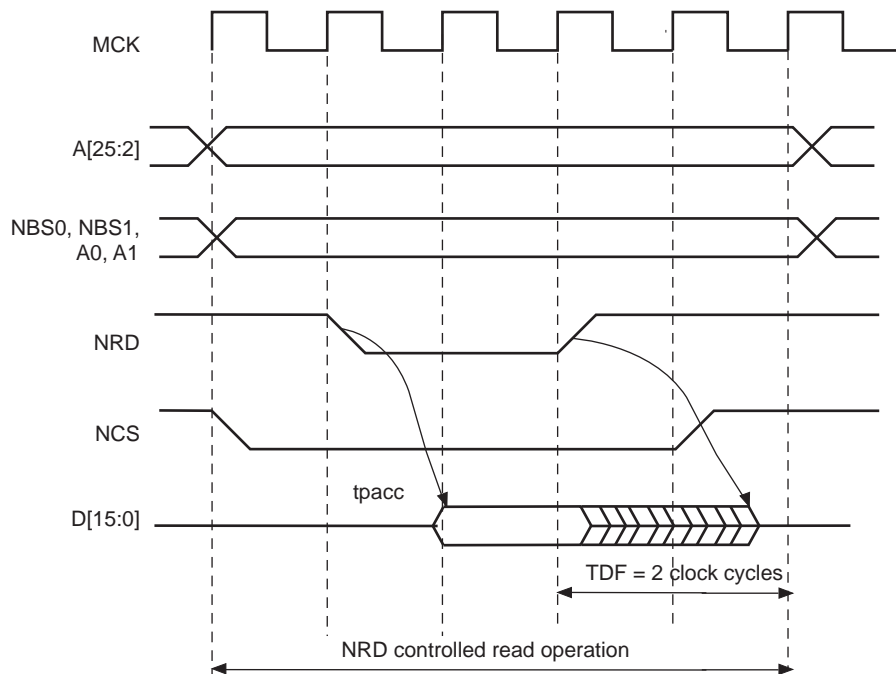 MCK
A[25:2]
NBS0, NBS1,
A0, A1
NRD
NCS
tpacc
D[15:0]
TDF = 2 clock cycles
NRD controlled read operation